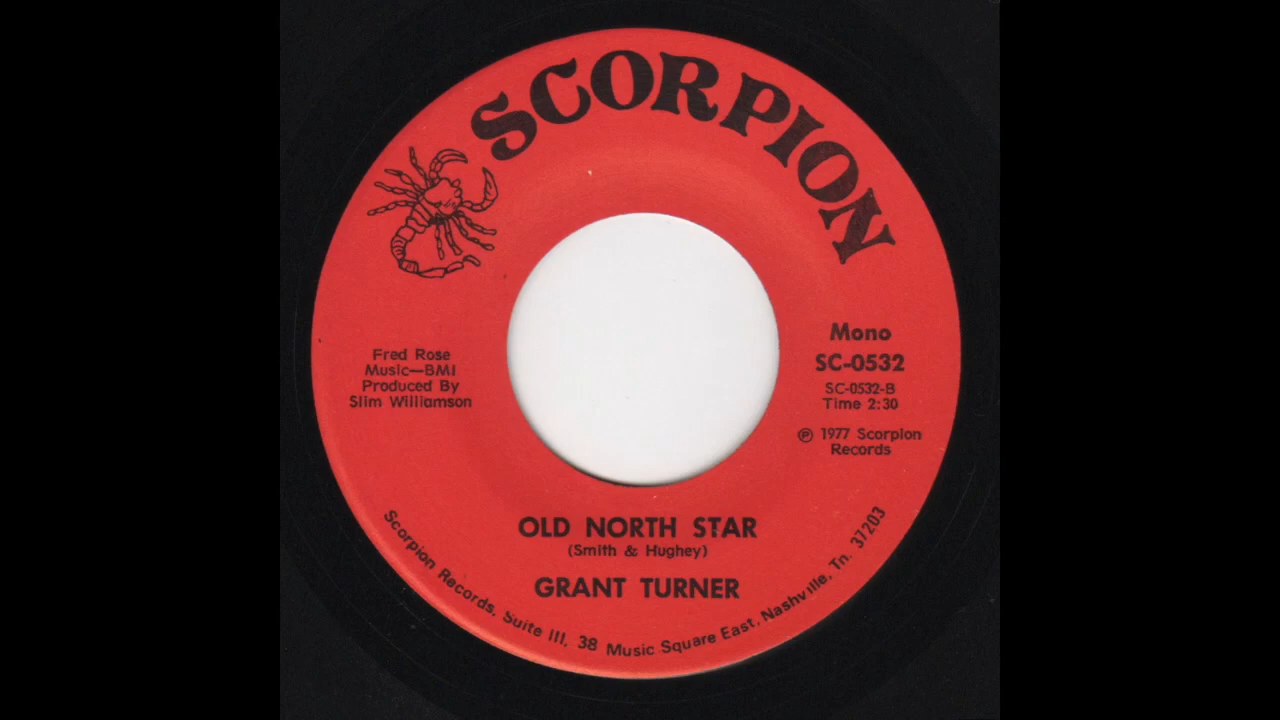 SCORPION
Mono
SC-0532
SC-0532-B
Time 2:30
℗ 1977 Scorpion
Records
Fred Rose
Music—BMI
Produced By
Slim Williamson
OLD NORTH STAR
(Smith & Hughey)
GRANT TURNER
Scorpion Records, Suite III, 38 Music Square East, Nashville, Tn. 37203